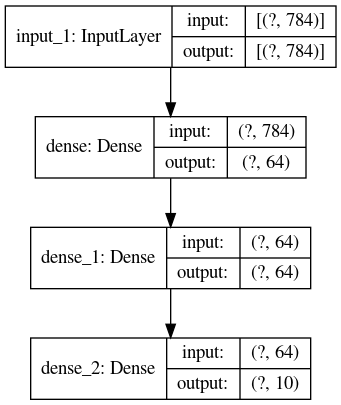 input_1: InputLayer
input: [(?, 784)]
output: [(?, 784)]
dense: Dense
input: (?, 784)
output: (?, 64)
dense_1: Dense
input: (?, 64)
output: (?, 64)
dense_2: Dense
input: (?, 64)
output: (?, 10)